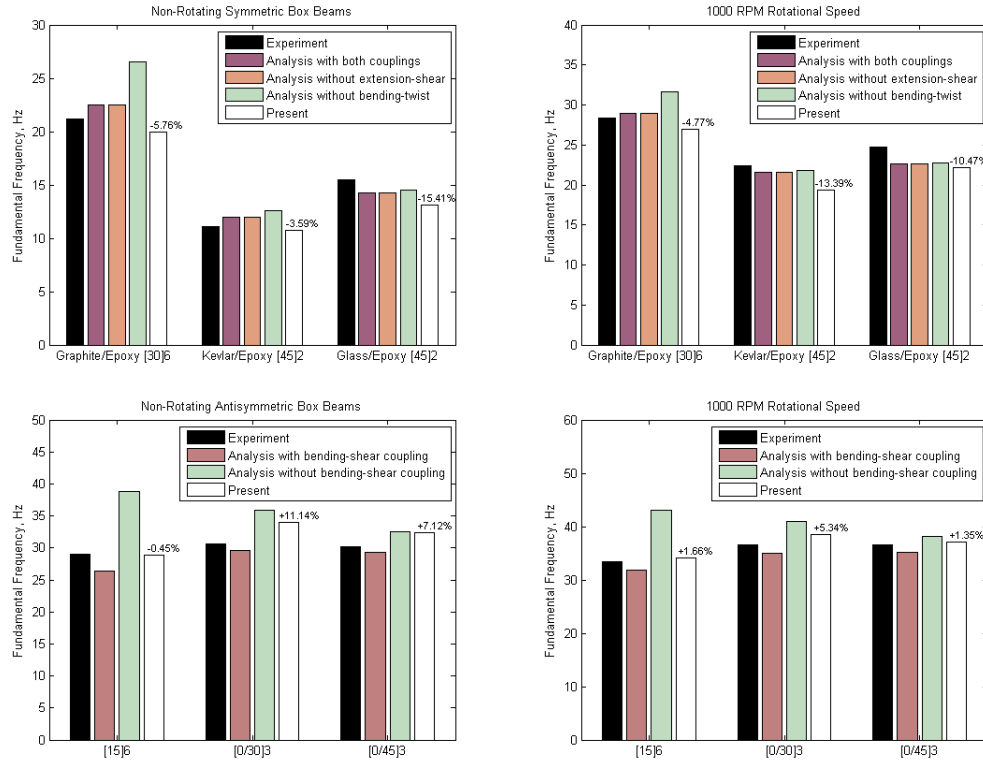 Non-Rotating Symmetric Box Beams
Fundamental Frequency, Hz
30
25
20
15
10
5
0
Experiment
Analysis with both couplings
Analysis without extension-shear
Analysis without bending-twist
Present
-5.76%
-3.59%
-15.41%
Graphite/Epoxy [30]6
Kevlar/Epoxy [45]2
Glass/Epoxy [45]2
1000 RPM Rotational Speed
Fundamental Frequency, Hz
40
35
30
25
20
15
10
5
0
Experiment
Analysis with both couplings
Analysis without extension-shear
Analysis without bending-twist
Present
-4.77%
-13.39%
-10.47%
Graphite/Epoxy [30]6
Kevlar/Epoxy [45]2
Glass/Epoxy [45]2
Non-Rotating Antisymmetric Box Beams
Fundamental Frequency, Hz
50
45
40
35
30
25
20
15
10
5
0
Experiment
Analysis with bending-shear coupling
Analysis without bending-shear coupling
Present
-0.45%
+11.14%
+7.12%
[15]6
[0/30]3
[0/45]3
1000 RPM Rotational Speed
Fundamental Frequency, Hz
60
50
40
30
20
10
0
Experiment
Analysis with bending-shear coupling
Analysis without bending-shear coupling
Present
+1.66%
+5.34%
+1.35%
[15]6
[0/30]3
[0/45]3